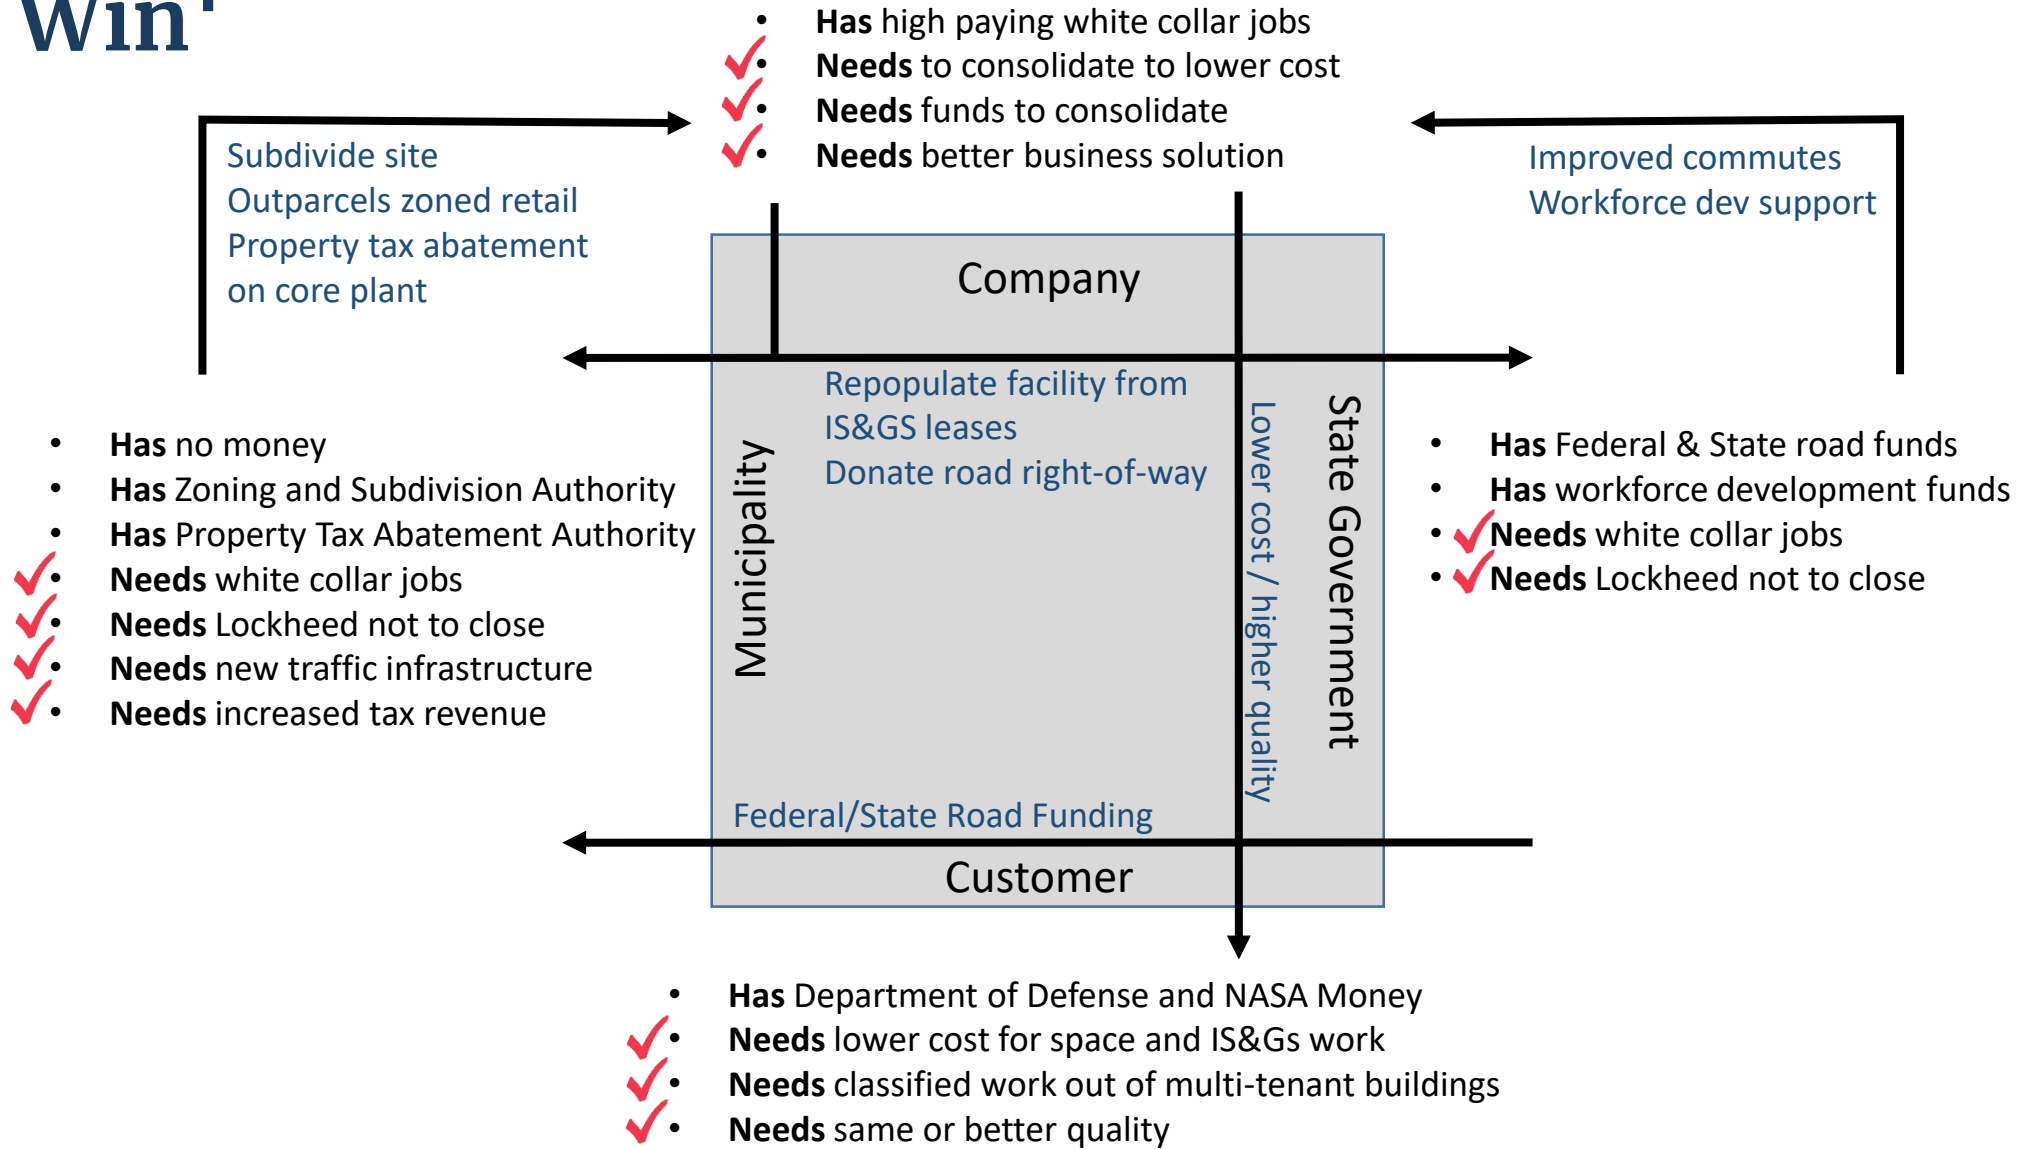 Win
• Has high paying white collar jobs
• Needs to consolidate to lower cost
• Needs funds to consolidate
• Needs better business solution
Subdivide site
Outparcels zoned retail
Property tax abatement
on core plant
Improved commutes
Workforce dev support
Company
Repopulate facility from
IS&GS leases
Donate road right-of-way
• Has no money
• Has Zoning and Subdivision Authority
• Has Property Tax Abatement Authority
• Needs white collar jobs
• Needs Lockheed not to close
• Needs new traffic infrastructure
• Needs increased tax revenue
Municipality
Lower cost / higher quality
State Government
• Has Federal & State road funds
• Has workforce development funds
• Needs white collar jobs
• Needs Lockheed not to close
Federal/State Road Funding
Customer
• Has Department of Defense and NASA Money
• Needs lower cost for space and IS&Gs work
• Needs classified work out of multi-tenant buildings
• Needs same or better quality